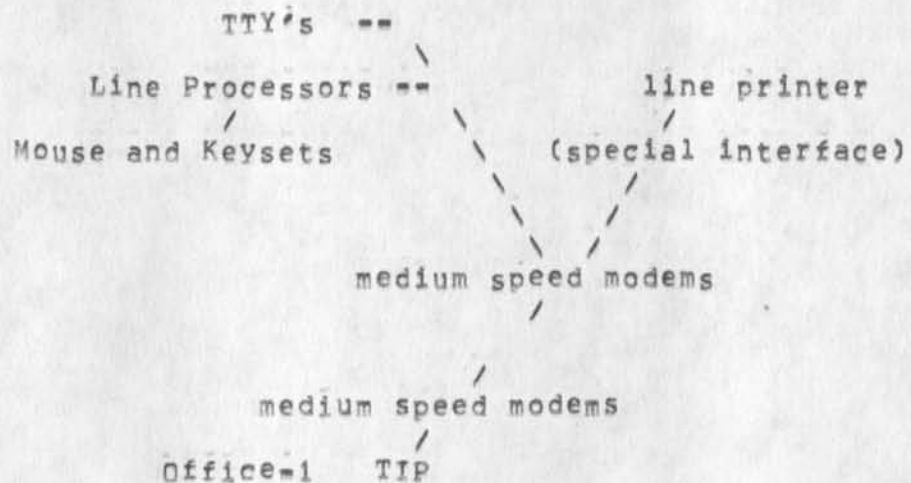 TTY's --
Line Processors -- line printer
Mouse and Keysets (special interface)
medium speed modems
medium speed modems
Office-1 TIP